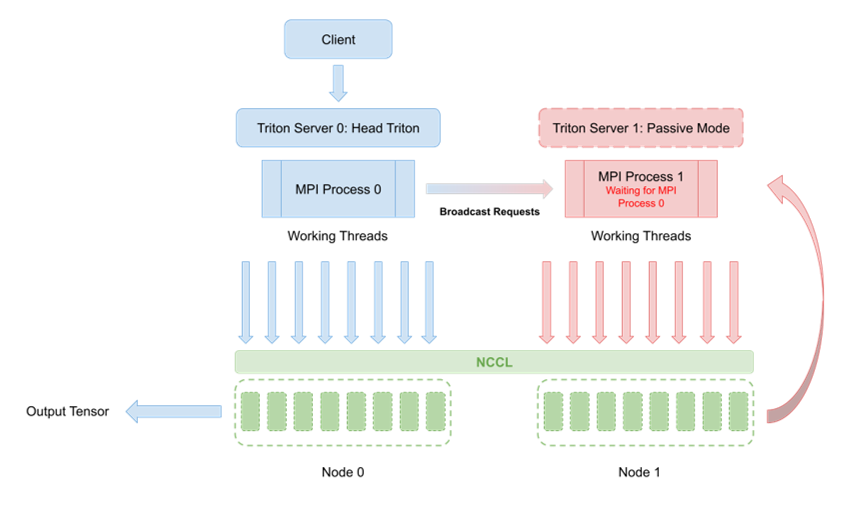 Client
Triton Server 0: Head Triton
Triton Server 1: Passive Mode
MPI Process 0
MPI Process 1
Waiting for MPI
Process 0
Broadcast Requests
Working Threads
Working Threads
NCCL
Output Tensor
Node 0
Node 1